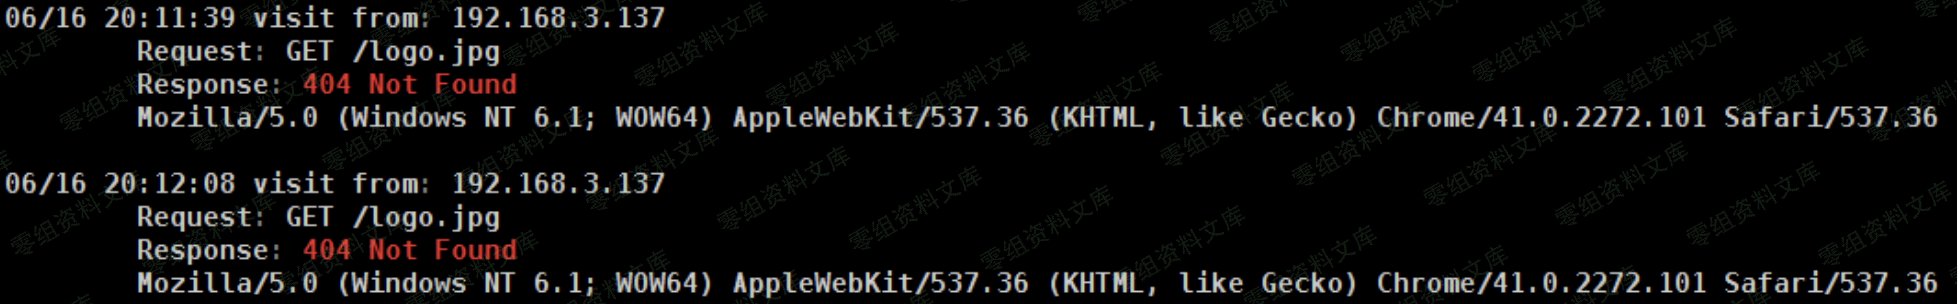 06/16 20:11:39 visit from: 192.168.3.137
Request: GET /logo.jpg
Response: 404 Not Found
Mozilla/5.0 (Windows NT 6.1; WOW64) AppleWebKit/537.36 (KHTML, like Gecko) Chrome/41.0.2272.101 Safari/537.36
06/16 20:12:08 visit from: 192.168.3.137
Request: GET /logo.jpg
Response: 404 Not Found
Mozilla/5.0 (Windows NT 6.1; WOW64) AppleWebKit/537.36 (KHTML, like Gecko) Chrome/41.0.2272.101 Safari/537.36
零组资料文库